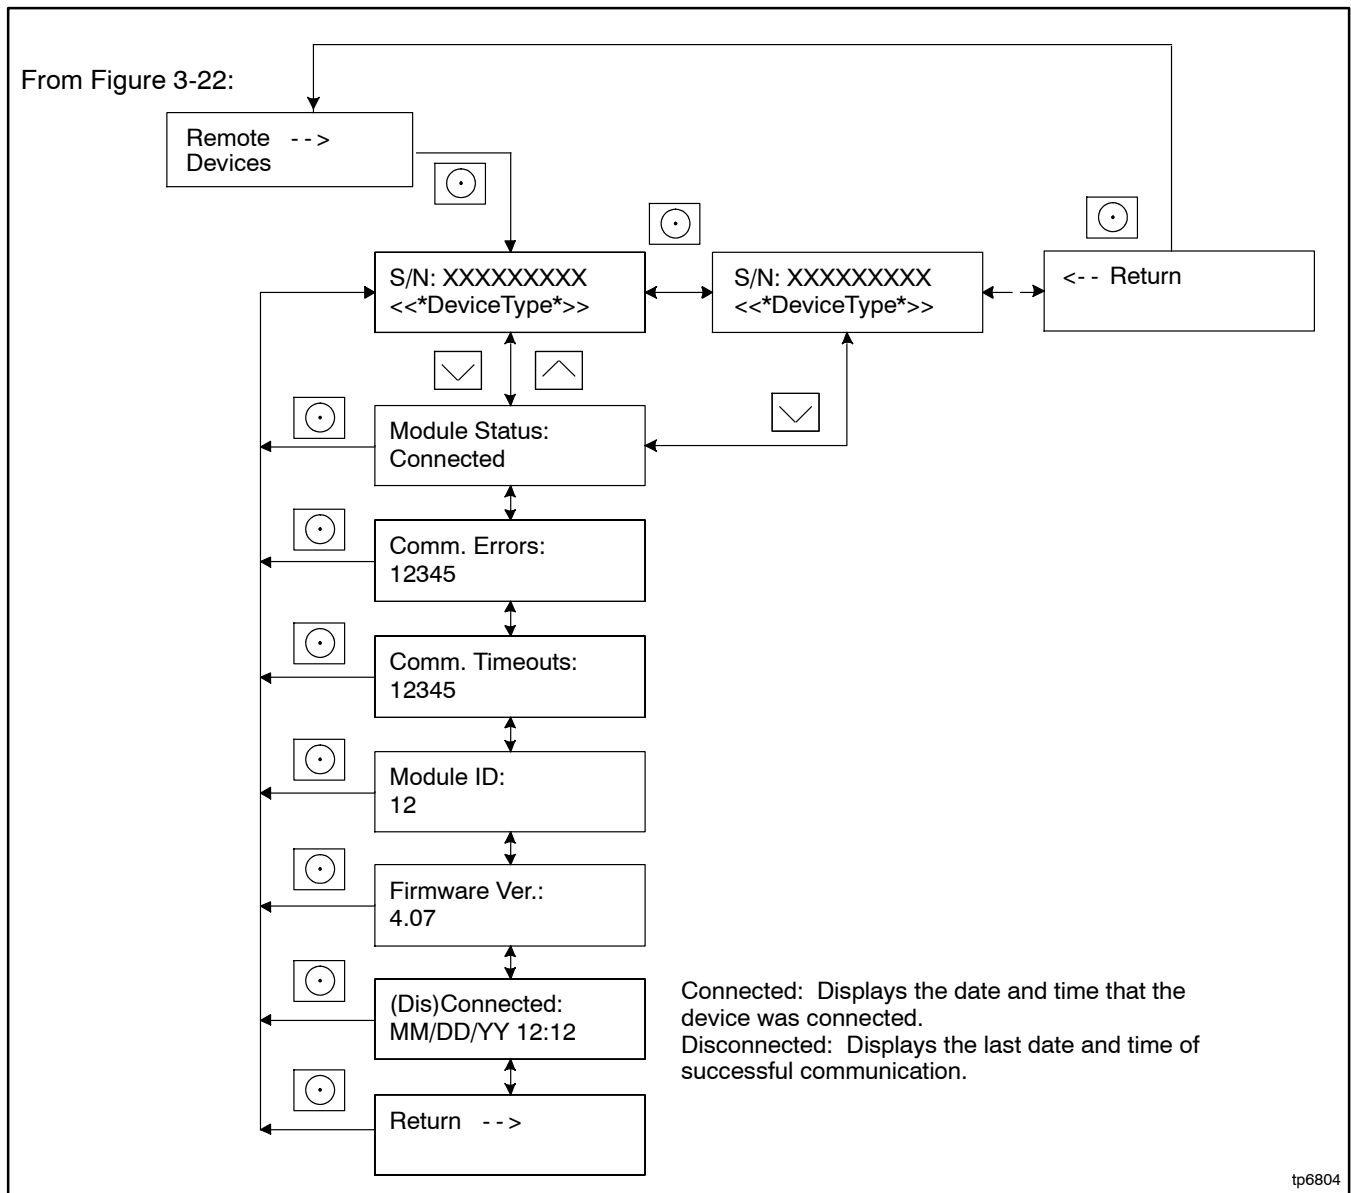 From Figure 3-22:
Remote -->
Devices
S/N: XXXXXXXXX
<<*DeviceType*>>
S/N: XXXXXXXXX
<<*DeviceType*>>
<-- Return
Module Status:
Connected
Comm. Errors:
12345
Comm. Timeouts:
12345
Module ID:
12
Firmware Ver.:
4.07
(Dis)Connected:
MM/DD/YY 12:12
Connected: Displays the date and time that the
device was connected.
Disconnected: Displays the last date and time of
successful communication.
Return -->
tp6804